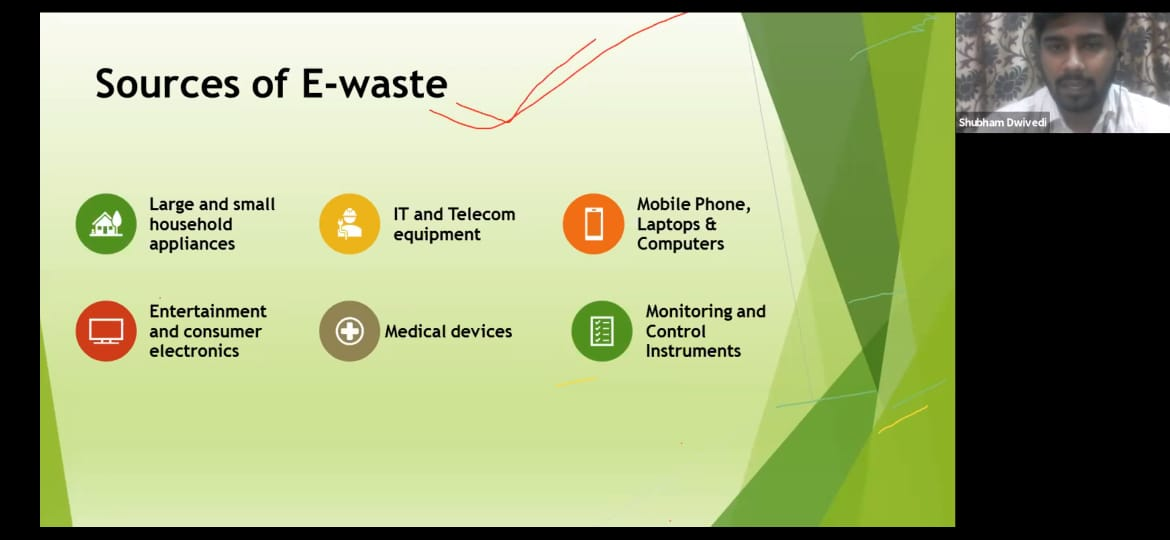 Sources of E-waste
Large and small
household
appliances
IT and Telecom
equipment
Mobile Phone,
Laptops &
Computers
Entertainment
and consumer
electronics
Medical devices
Monitoring and
Control
Instruments
Shubham Dwivedi